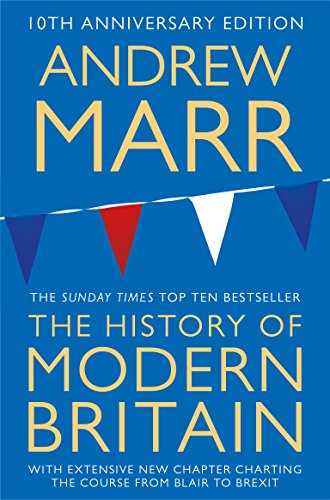 10TH ANNIVERSARY EDITION
ANDREW
MARR
THE SUNDAY TIMES TOP TEN BESTSELLER
THE HISTORY OF
MODERN
BRITAIN
WITH EXTENSIVE NEW CHAPTER CHARTING
THE COURSE FROM BLAIR TO BREXIT